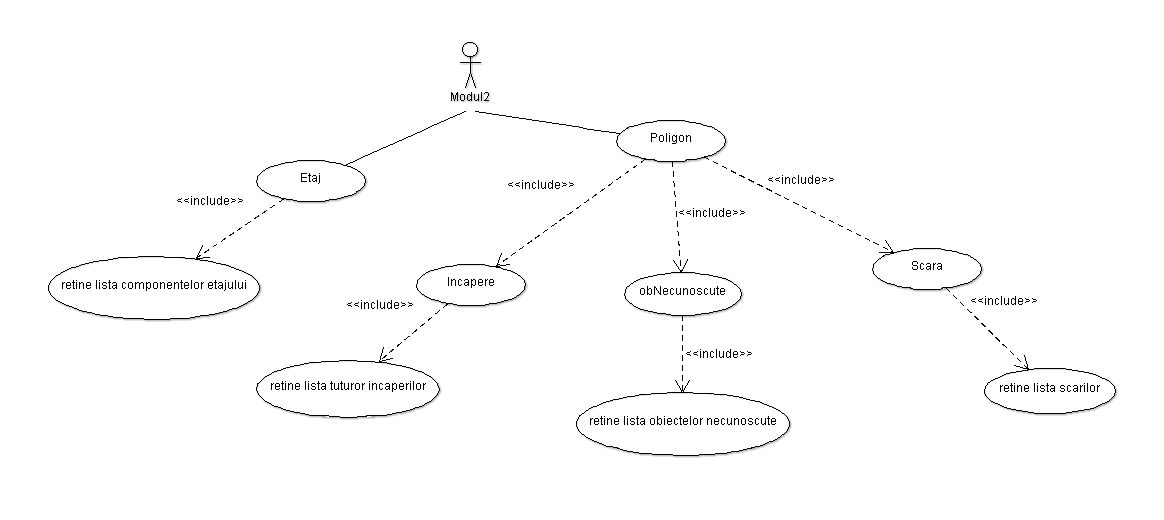 Modul2
Poligon
Etaj
<<include>>
<<include>>
<<include>>
<<include>>
Scara
retine lista componentelor etajului
Incapere
obNecunoscute
<<include>>
<<include>>
<<include>>
retine lista tuturor incaperilor
retine lista scarilor
retine lista obiectelor necunoscute